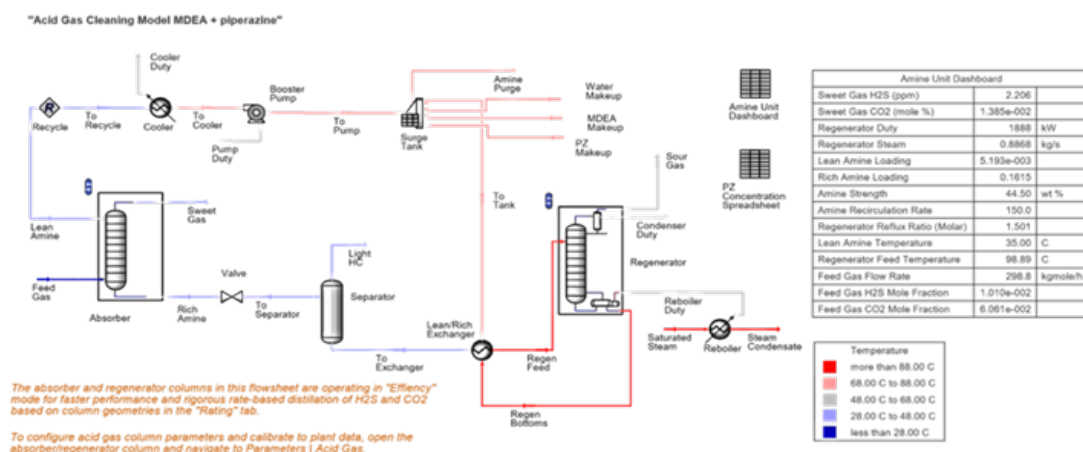 "Acid Gas Cleaning Model MDEA + piperazine"
Cooler
Duty
R
Recycle
To
Recycle
Cooler
To
Cooler
Booster
Pump
Pump
Duty
To
Pump
Surge
Tank
Amine
Purge
Water
Makeup
MDEA
Makeup
PZ
Makeup
Amine Unit
Dashboard
PZ
Concentration
Spreadsheet
To
Tank
Lean
Amine
Feed
Gas
Absorber
Sweet
Gas
Rich
Amine
Valve
To
Separator
Light
HC
Separator
To
Exchanger
Lean/Rich
Exchanger
Regen
Feed
Regen
Bottoms
Sour
Gas
Condenser
Duty
Regenerator
Reboiler
Duty
Saturated
Steam
Reboiler
Steam
Condensate
Amine Unit Dashboard
Sweet Gas H2S (ppm) 2.206
Sweet Gas CO2 (mole %) 1.385e-002
Regenerator Duty 1888 kW
Regenerator Steam 0.8868 kg/s
Lean Amine Loading 5.193e-003
Rich Amine Loading 0.1615
Amine Strength 44.50 wt %
Amine Recirculation Rate 150.0
Regenerator Reflux Ratio (Molar) 1.501
Lean Amine Temperature 35.00 C
Regenerator Feed Temperature 98.89 C
Feed Gas Flow Rate 298.8 kgmole/h
Feed Gas H2S Mole Fraction 1.010e-002
Feed Gas CO2 Mole Fraction 6.061e-002
Temperature
more than 88.00 C
68.00 C to 88.00 C
48.00 C to 68.00 C
28.00 C to 48.00 C
less than 28.00 C
The absorber and regenerator columns in this flowsheet are operating in "Effiency"
mode for faster performance and rigorous rate-based distillation of H2S and CO2
based on column geometries in the "Rating" tab.
To configure acid gas column parameters and calibrate to plant data, open the
absorber/regenerator column and navigate to Parameters | Acid Gas.